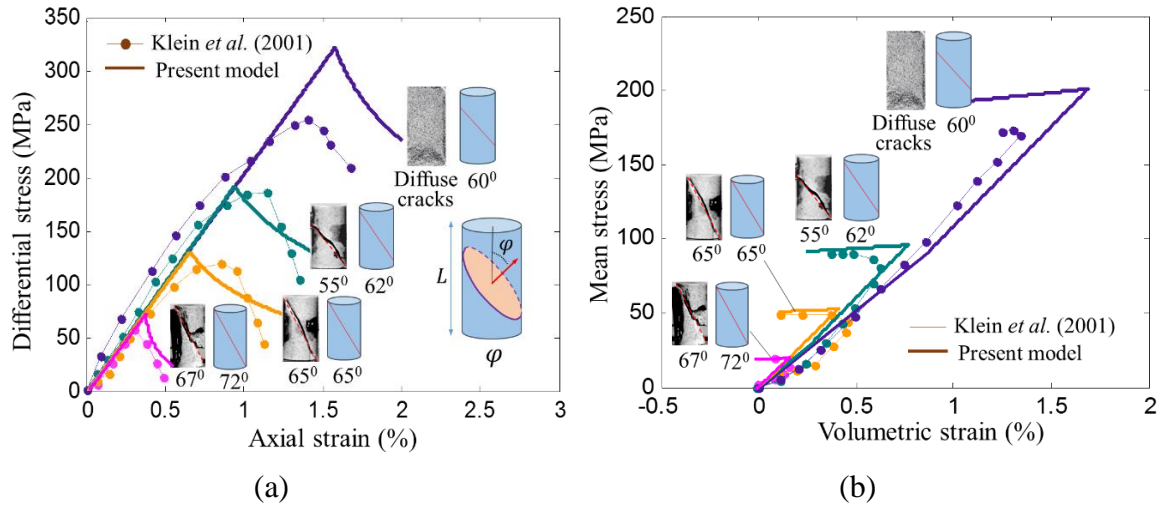 350
300
250
200
150
100
50
0
Differential stress (MPa)
Klein et al. (2001)
Present model
Diffuse
cracks
60⁰
55⁰ 62⁰
67⁰ 72⁰
65⁰ 65⁰
L
φ
φ
0 0.5 1 1.5 2 2.5 3
Axial strain (%)
(a)
250
200
150
100
50
0
Mean stress (MPa)
Diffuse
cracks
60⁰
55⁰ 62⁰
65⁰ 65⁰
67⁰ 72⁰
Klein et al. (2001)
Present model
-0.5 0 0.5 1 1.5 2
Volumetric strain (%)
(b)